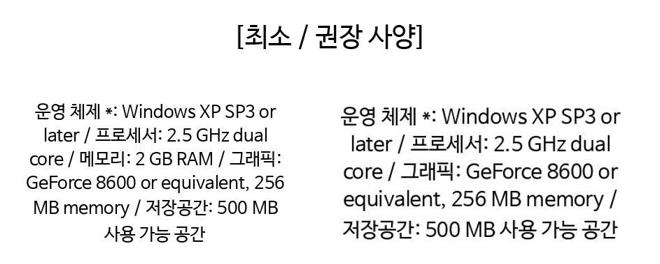 [최소 / 권장 사양]
운영 체제 *: Windows XP SP3 or
later / 프로세서: 2.5 GHz dual
core / 메모리: 2 GB RAM / 그래픽:
GeForce 8600 or equivalent, 256
MB memory / 저장공간: 500 MB
사용 가능 공간
운영 체제 *: Windows XP SP3 or
later / 프로세서: 2.5 GHz dual
core / 그래픽: GeForce 8600 or
equivalent, 256 MB memory /
저장공간: 500 MB 사용 가능 공간